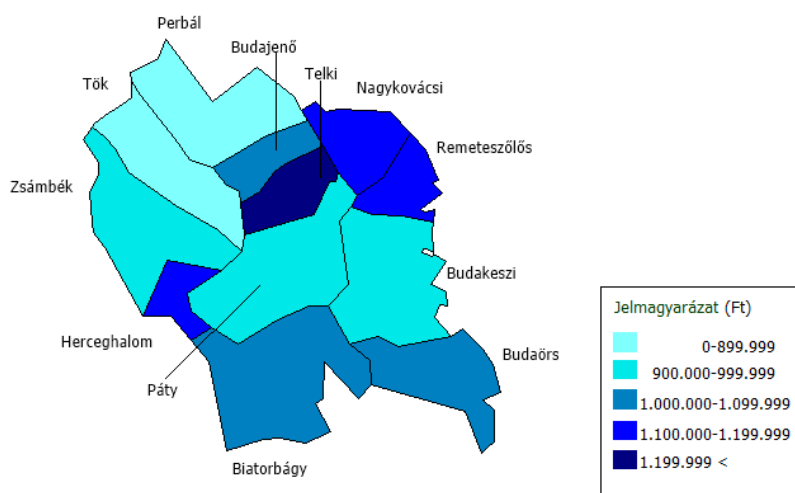 Perbál
Budajenő
Telki
Nagykovácsi
Tök
Remeteszőlős
Zsámbék
Budakeszi
Herceghalom
Páty
Budaörs
Biatorbágy
Jelmagyarázat (Ft)
0-899.999
900.000-999.999
1.000.000-1.099.999
1.100.000-1.199.999
1.199.999 <